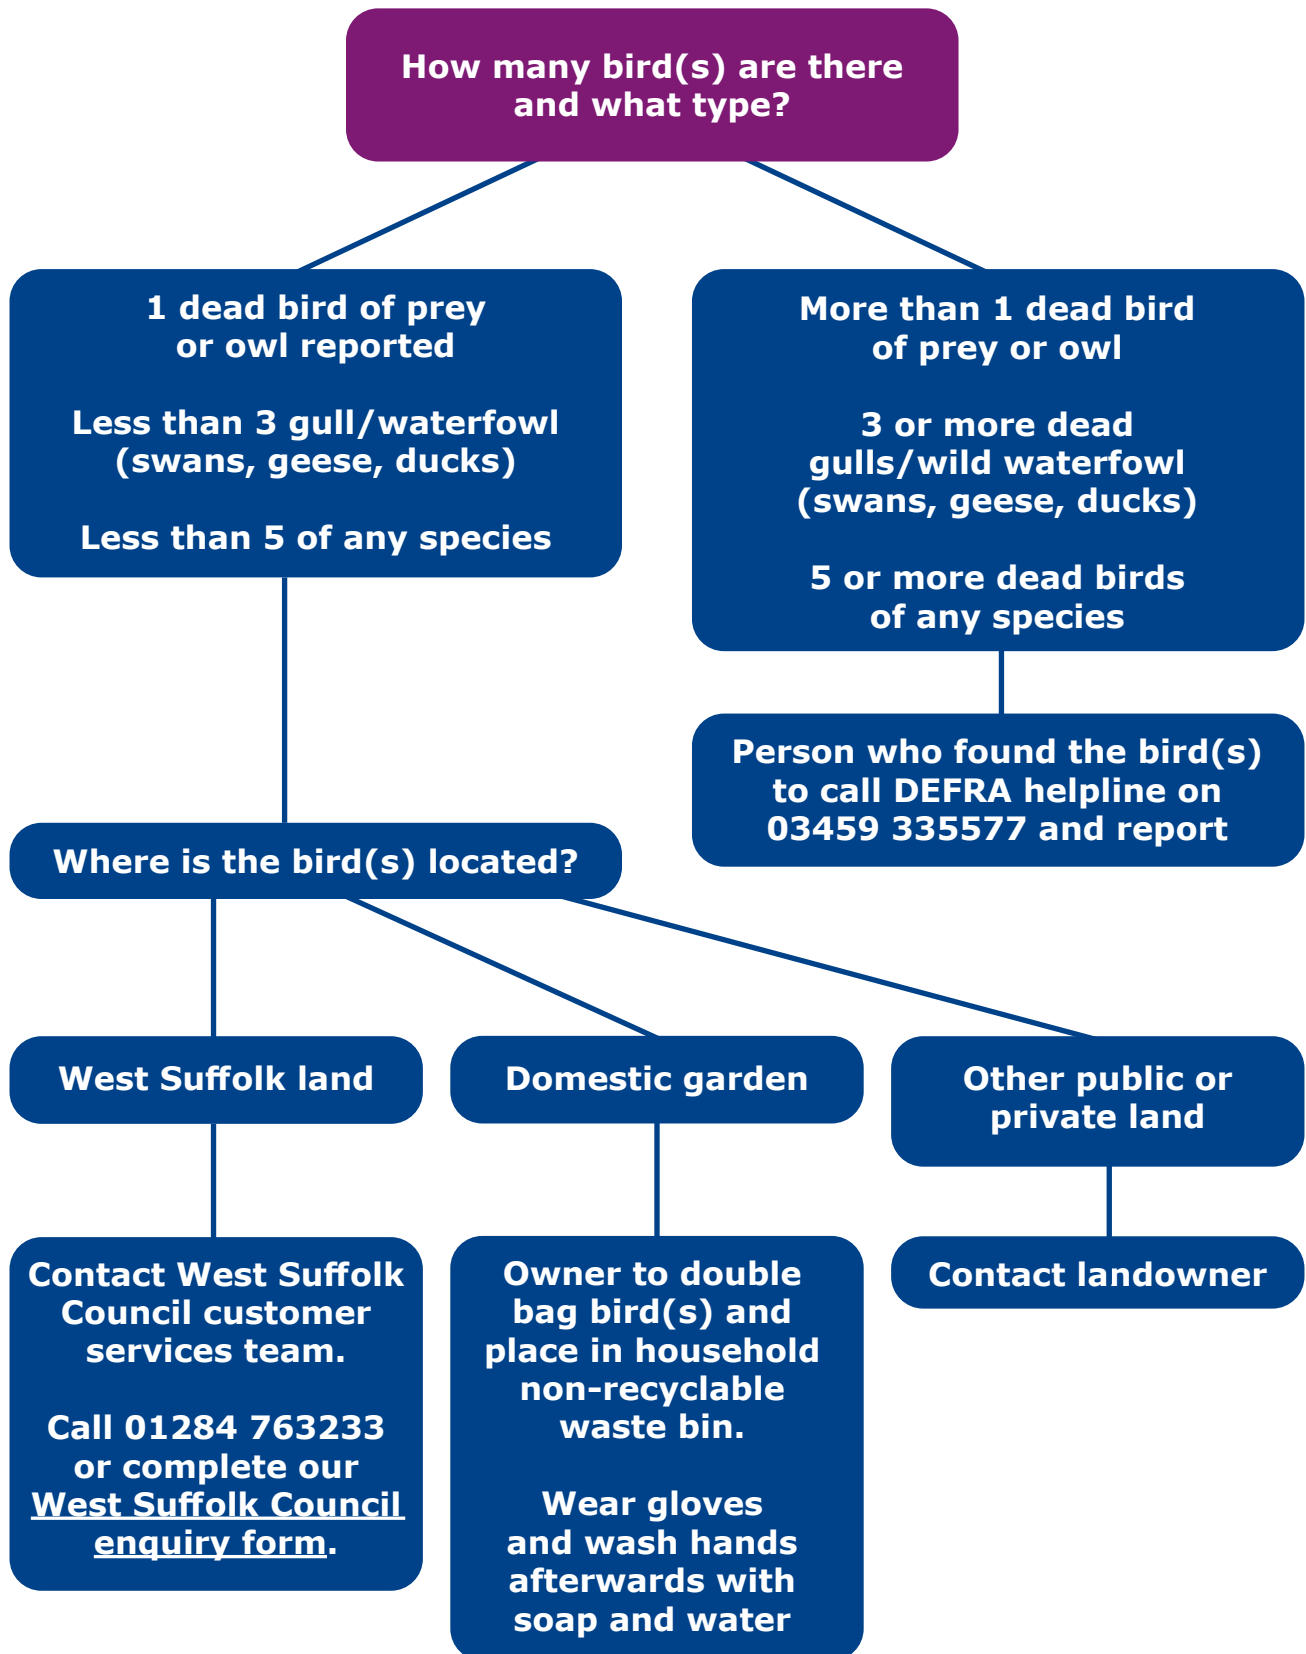 How many bird(s) are there
and what type?
1 dead bird of prey
or owl reported
Less than 3 gull/waterfowl
(swans, geese, ducks)
Less than 5 of any species
More than 1 dead bird
of prey or owl
3 or more dead
gulls/wild waterfowl
(swans, geese, ducks)
5 or more dead birds
of any species
Person who found the bird(s)
to call DEFRA helpline on
03459 335577 and report
Where is the bird(s) located?
West Suffolk land
Domestic garden
Other public or
private land
Contact West Suffolk
Council customer
services team.
Call 01284 763233
or complete our
West Suffolk Council
enquiry form.
Owner to double
bag bird(s) and
place in household
non-recyclable
waste bin.
Wear gloves
and wash hands
afterwards with
soap and water
Contact landowner